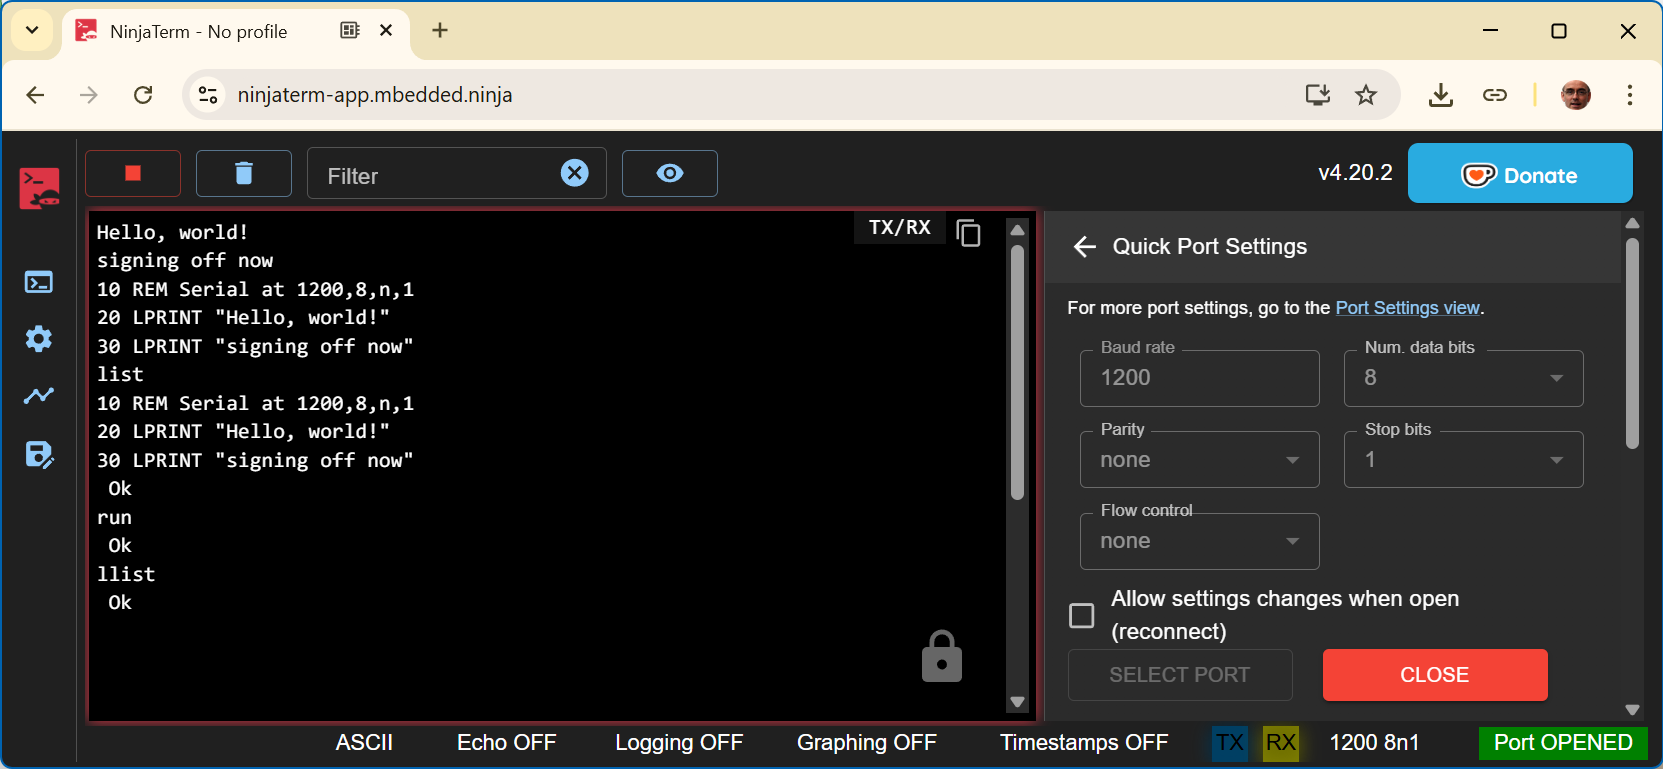 NinjaTerm - No profile
ninjaterm-app.mbedded.ninja
Filter
v4.20.2
Donate
TX/RX
Hello, world!
signing off now
10 REM Serial at 1200,8,n,1
20 LPRINT "Hello, world!"
30 LPRINT "signing off now"
list
10 REM Serial at 1200,8,n,1
20 LPRINT "Hello, world!"
30 LPRINT "signing off now"
Ok
run
Ok
llist
Ok
Quick Port Settings
For more port settings, go to the Port Settings view.
Baud rate
1200
Num. data bits
8
Parity
none
Stop bits
1
Flow control
none
Allow settings changes when open
(reconnect)
SELECT PORT
CLOSE
ASCII
Echo OFF
Logging OFF
Graphing OFF
Timestamps OFF
TX
RX
1200 8n1
Port OPENED